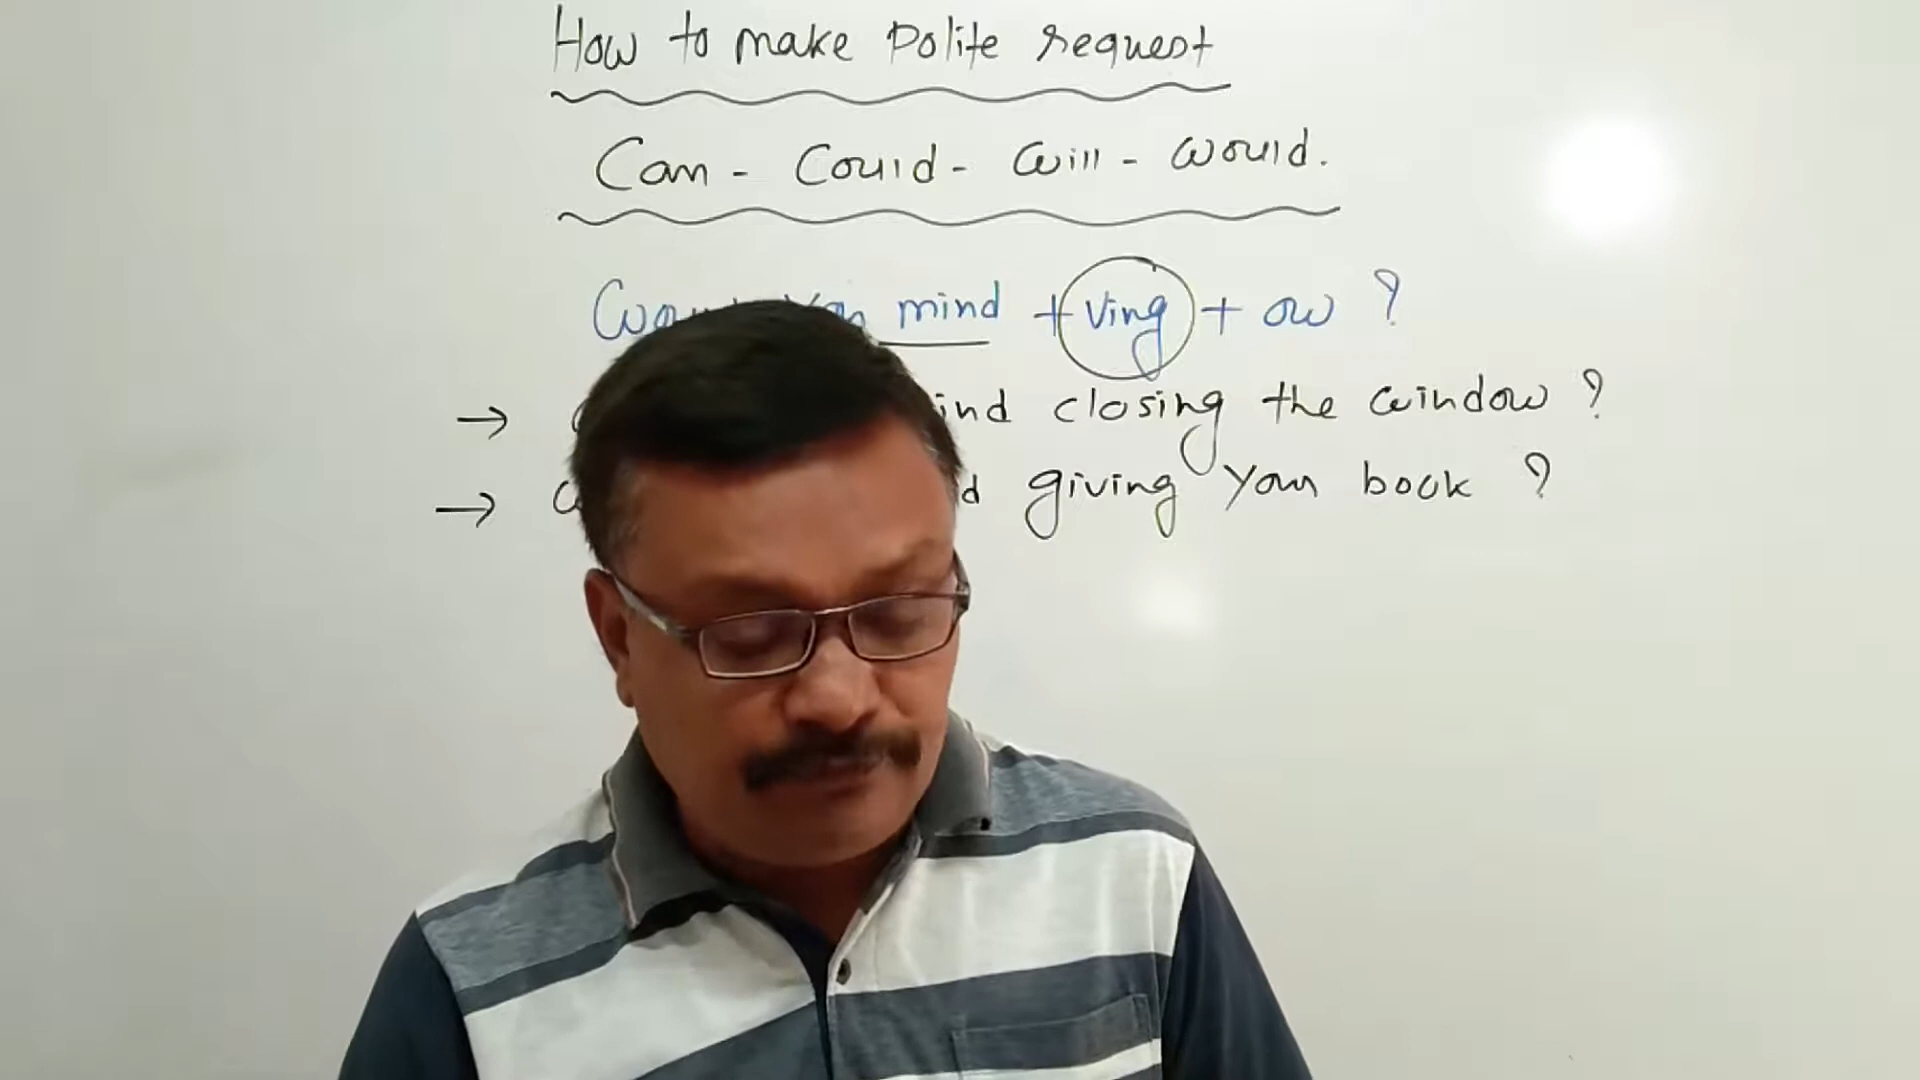 How to make Polite request
Can - Could - Will - Would.
mind + Ving + ow ?
→ closing the window ?
→ giving your book ?